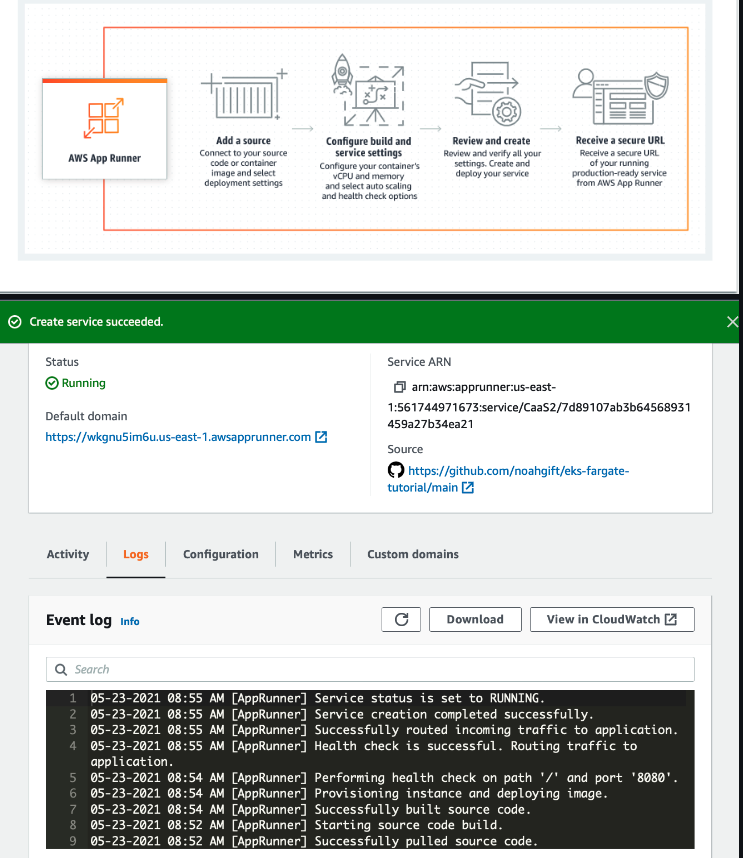 AWS App Runner
Add a source
Connect to your source
code or container
image and select
deployment settings
Configure build and
service settings
Configure your container's
vCPU and memory
and select auto scaling
and health check options
Review and create
Review and verify all your
settings. Create and
deploy your service
Receive a secure URL
Receive a secure URL
of your running
production-ready service
from AWS App Runner
Create service succeeded.
Status
Running
Default domain
https://wkgnu5im6u.us-east-1.awsapprunner.com
Service ARN
arn:aws:apprunner:us-east-
1:561744971673:service/CaaS2/7d89107ab3b64568931
459a27b34ea21
Source
https://github.com/noahgift/eks-fargate-
tutorial/main
Activity
Logs
Configuration
Metrics
Custom domains
Event log Info
Download
View in CloudWatch
Search
1 05-23-2021 08:55 AM [AppRunner] Service status is set to RUNNING.
2 05-23-2021 08:55 AM [AppRunner] Service creation completed successfully.
3 05-23-2021 08:55 AM [AppRunner] Successfully routed incoming traffic to application.
4 05-23-2021 08:55 AM [AppRunner] Health check is successful. Routing traffic to
application.
5 05-23-2021 08:54 AM [AppRunner] Performing health check on path '/' and port '8080'.
6 05-23-2021 08:54 AM [AppRunner] Provisioning instance and deploying image.
7 05-23-2021 08:54 AM [AppRunner] Successfully built source code.
8 05-23-2021 08:52 AM [AppRunner] Starting source code build.
9 05-23-2021 08:52 AM [AppRunner] Successfully pulled source code.